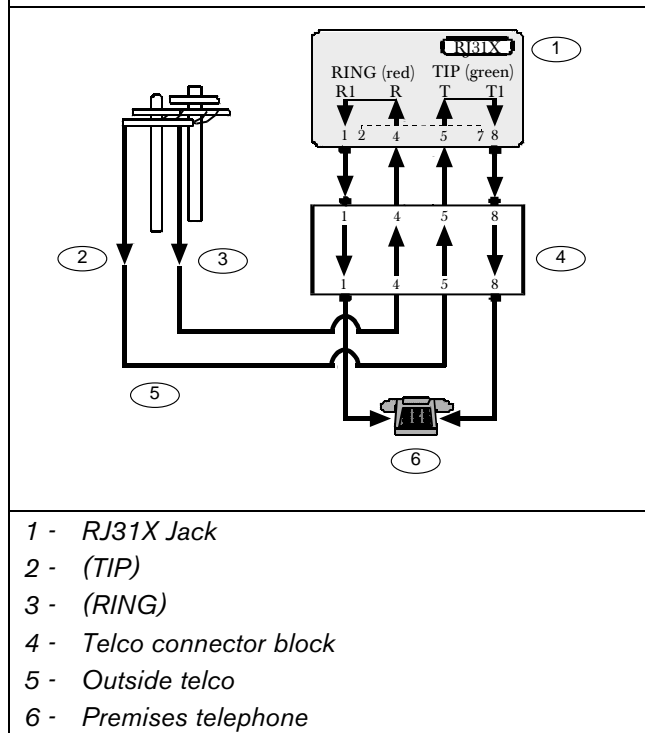 RJ31X
1
RING (red) TIP (green)
R1 R T T1
1 2 4 5 7 8
1 4 5 8
2
3
4
1 4 5 8
5
6
1 - RJ31X Jack
2 - (TIP)
3 - (RING)
4 - Telco connector block
5 - Outside telco
6 - Premises telephone